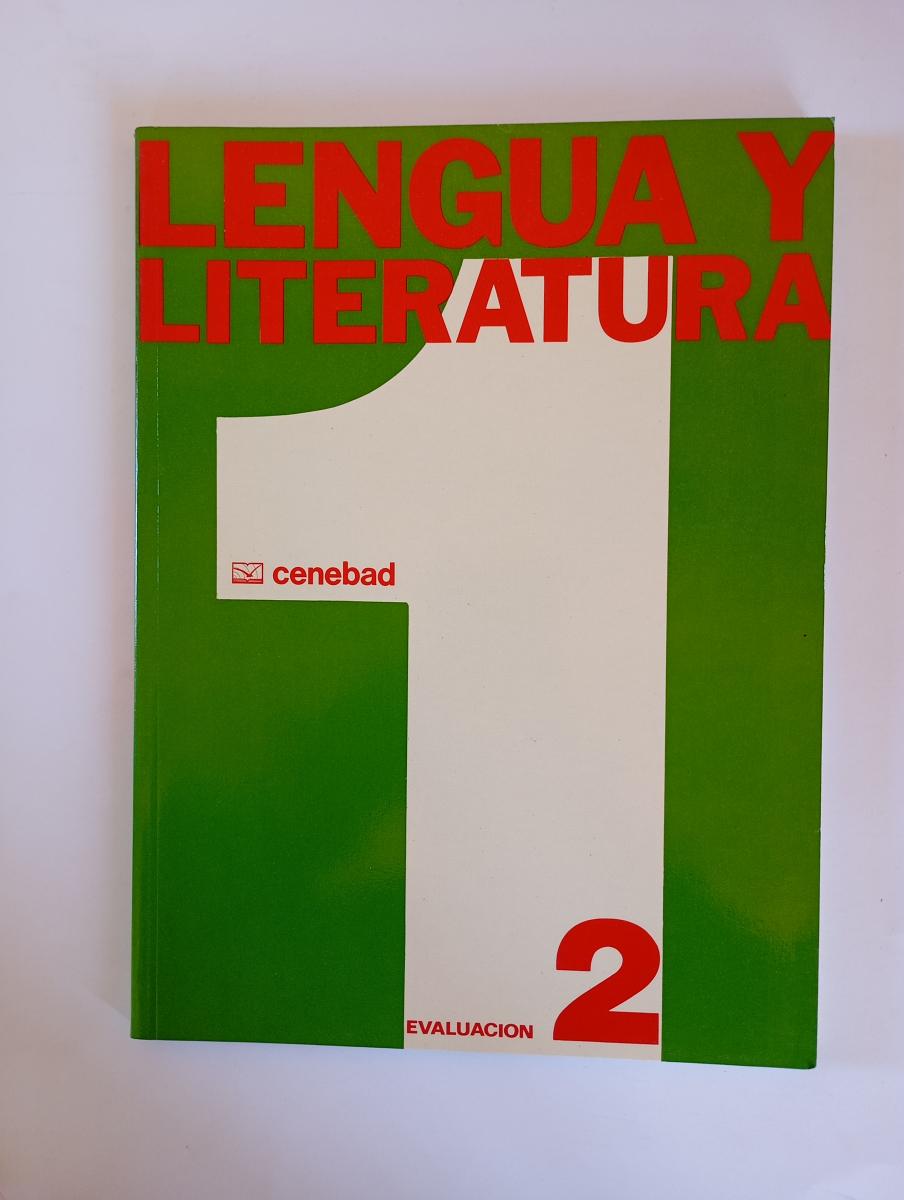 LENGUA Y
LITERATURA
1
cenebad
EVALUACION 2